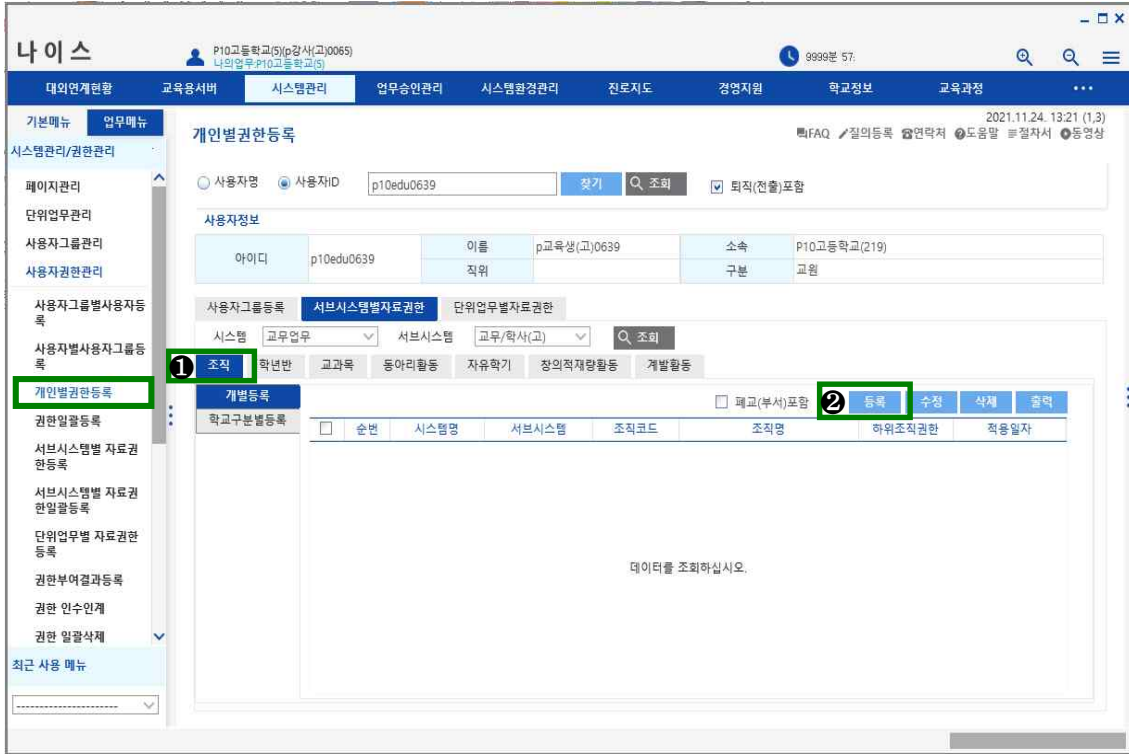 나이스
P10고등학교(5)(p강사(고)0065)
나의업무:P10고등학교(5)
9999분 57.
대외연계현황 교육용서버 시스템관리 업무승인관리 시스템환경관리 진로지도 경영지원 학교정보 교육과정 ...
기본메뉴 업무메뉴
2021.11.24. 13:21 (1,3)
시스템관리/권한관리
개인별권한등록
FAQ 질의등록 연락처 도움말 절차서 동영상
페이지관리
단위업무관리
사용자그룹관리
사용자권한관리
사용자그룹별사용자등
록
사용자별사용자그룹등
록
개인별권한등록
권한일괄등록
서브시스템별 자료권
한등록
서브시스템별 자료권
한일괄등록
단위업무별 자료권한
등록
권한부여결과등록
권한 인수인계
권한 일괄삭제
최근 사용 메뉴
----------------------
사용자명 사용자ID p10edu0639 찾기 조회 퇴직(전출)포함
사용자정보
아이디 p10edu0639 이름 p교육생(고)0639 소속 P10고등학교(219)
직위 구분 교원
사용자그룹등록 서브시스템별자료권한 단위업무별자료권한
시스템 교무업무 서브시스템 교무/학사(고) 조회
❶ 조직 학년반 교과목 동아리활동 자유학기 창의적재량활동 계발활동
개별등록
학교구분별등록
폐교(부서)포함 ❷ 등록 수정 삭제 출력
순번 시스템명 서브시스템 조직코드 조직명 하위조직권한 적용일자
데이터를 조회하십시오.